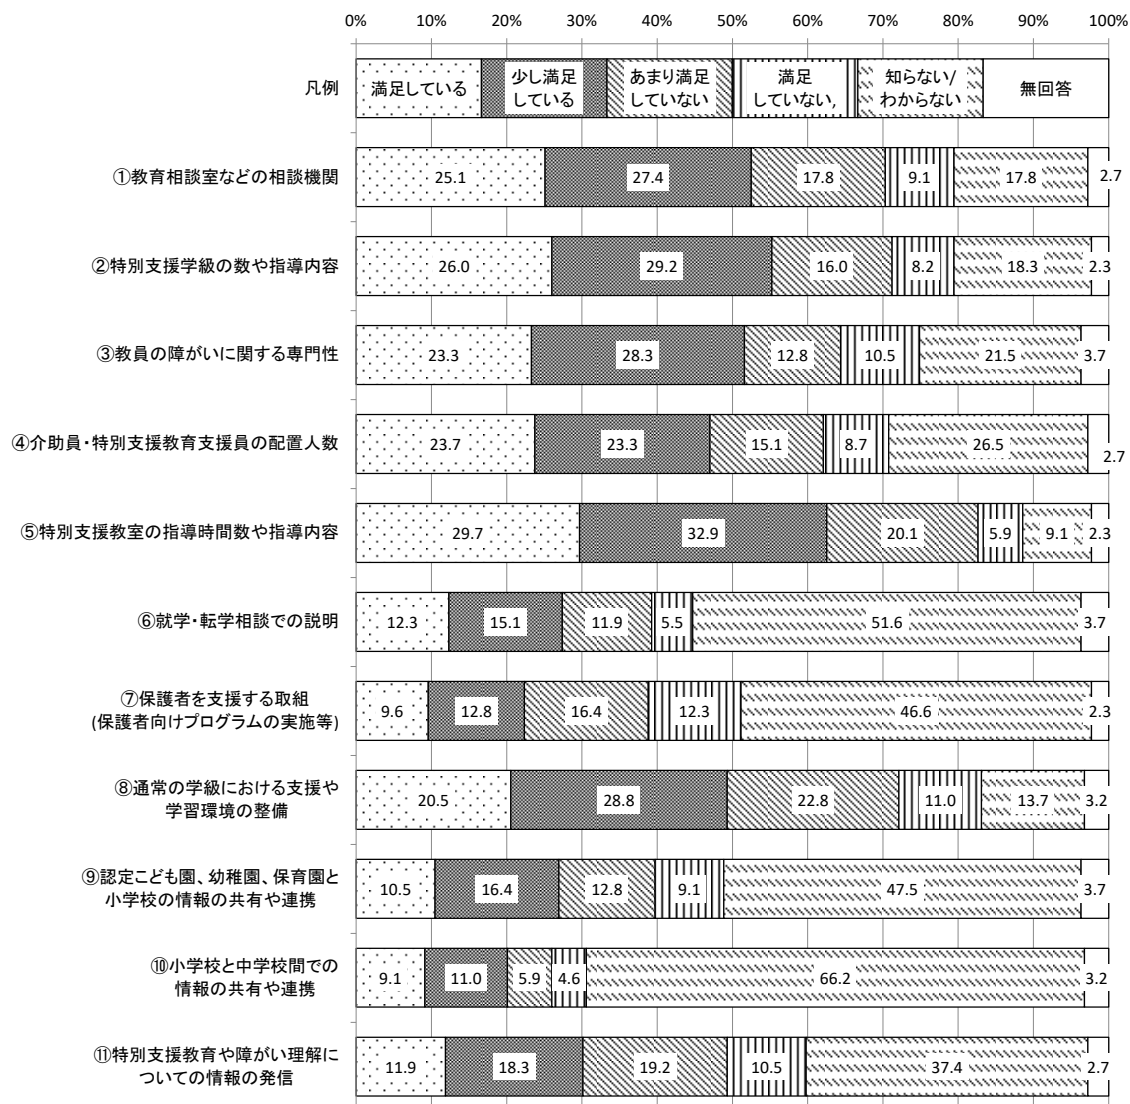 0% 10% 20% 30% 40% 50% 60% 70% 80% 90% 100%
凡例
満足している
少し満足
している
あまり満足
していない
満足
していない,
知らない/
わからない
無回答
①教育相談室などの相談機関
25.1 27.4 17.8 9.1 17.8 2.7
②特別支援学級の数や指導内容
26.0 29.2 16.0 8.2 18.3 2.3
③教員の障がいに関する専門性
23.3 28.3 12.8 10.5 21.5 3.7
④介助員・特別支援教育支援員の配置人数
23.7 23.3 15.1 8.7 26.5 2.7
⑤特別支援教室の指導時間数や指導内容
29.7 32.9 20.1 5.9 9.1 2.3
⑥就学・転学相談での説明
12.3 15.1 11.9 5.5 51.6 3.7
⑦保護者を支援する取組
(保護者向けプログラムの実施等)
9.6 12.8 16.4 12.3 46.6 2.3
⑧通常の学級における支援や
学習環境の整備
20.5 28.8 22.8 11.0 13.7 3.2
⑨認定こども園、幼稚園、保育園と
小学校の情報の共有や連携
10.5 16.4 12.8 9.1 47.5 3.7
⑩小学校と中学校間での
情報の共有や連携
9.1 11.0 5.9 4.6 66.2 3.2
⑪特別支援教育や障がい理解に
ついての情報の発信
11.9 18.3 19.2 10.5 37.4 2.7